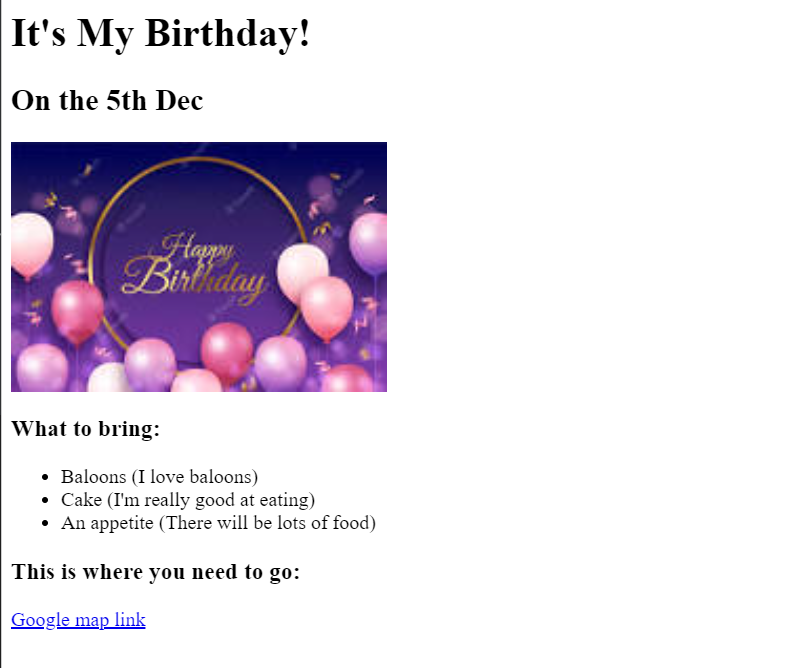 It's My Birthday!
On the 5th Dec
Happy
Birthday
What to bring:
Baloons (I love baloons)
Cake (I'm really good at eating)
An appetite (There will be lots of food)
This is where you need to go:
Google map link